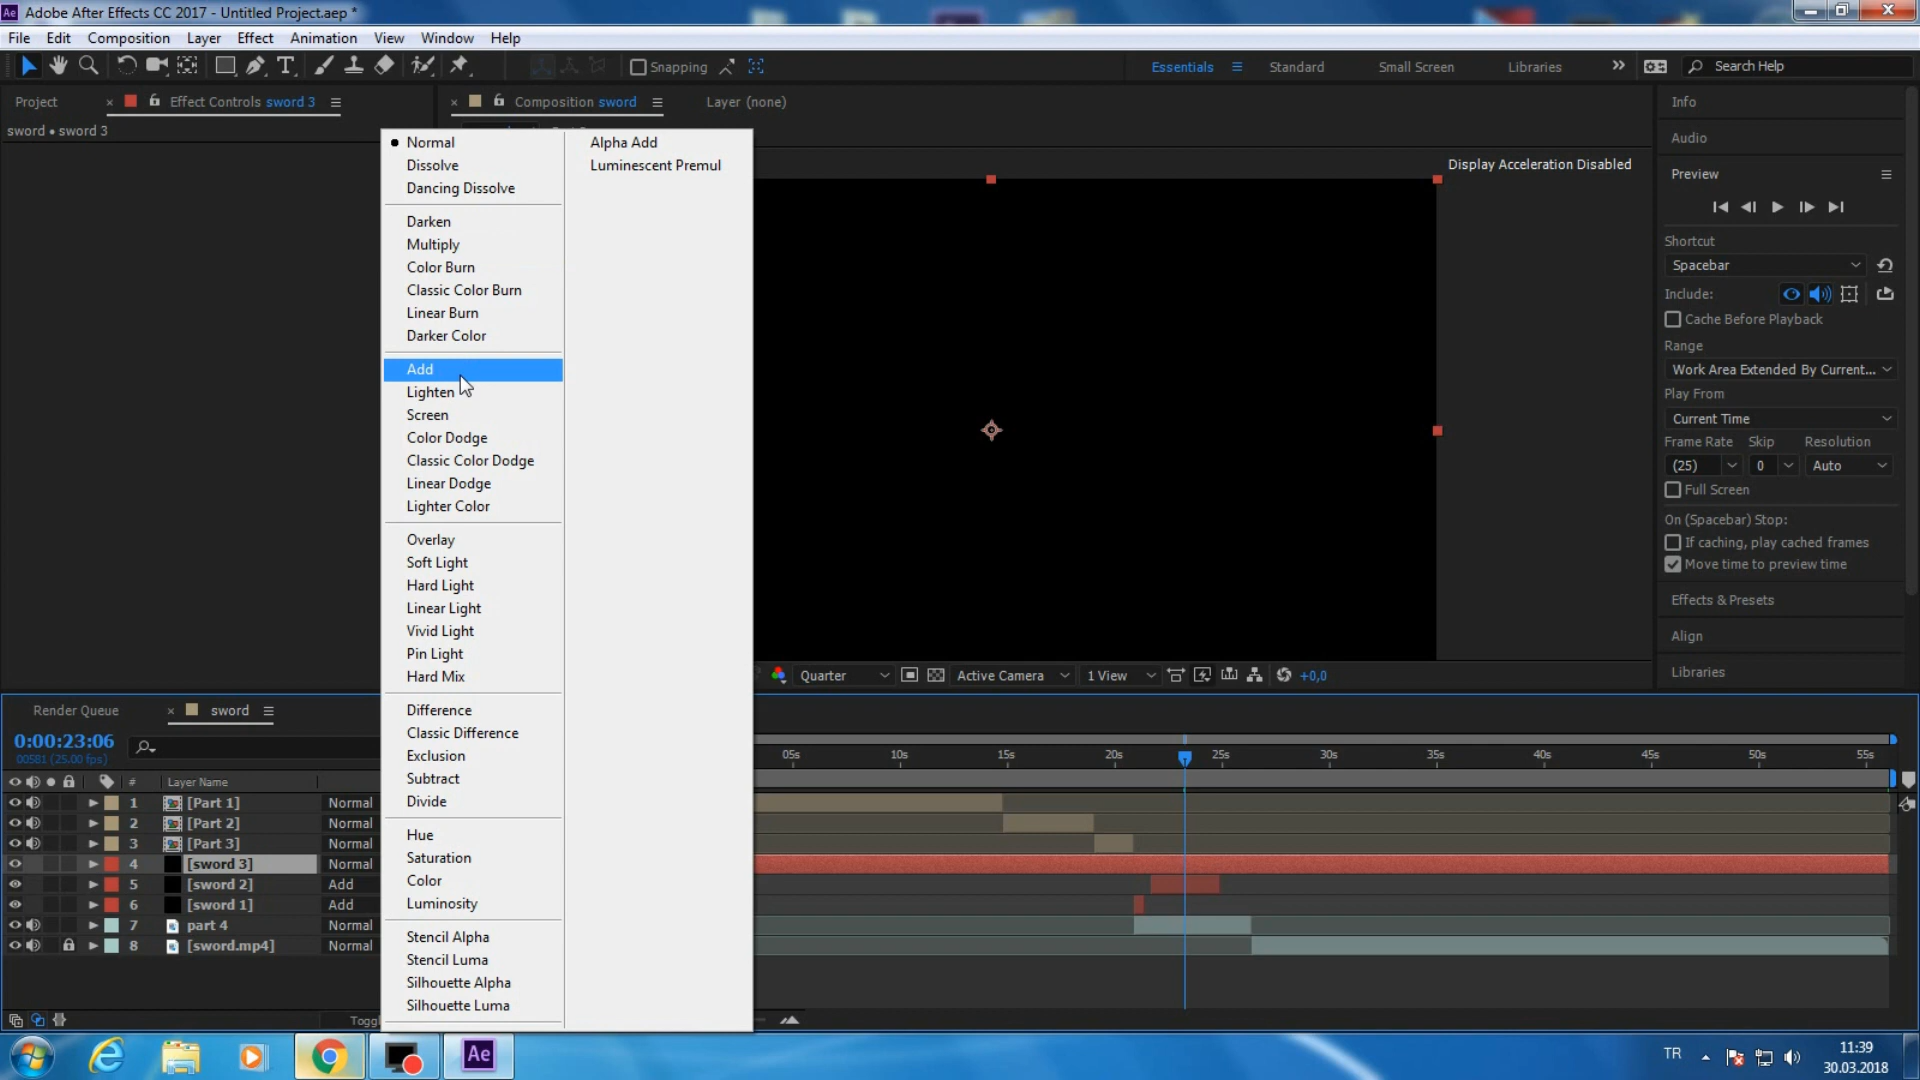 Adobe After Effects CC 2017 - Untitled Project.aep *
File Edit Composition Layer Effect Animation View Window Help
Snapping Essentials Standard Small Screen Libraries Search Help
Project Effect Controls sword 3 Composition sword Layer (none)
sword • sword 3
Normal
Dissolve
Dancing Dissolve
Darken
Multiply
Color Burn
Classic Color Burn
Linear Burn
Darker Color
Add
Lighten
Screen
Color Dodge
Classic Color Dodge
Linear Dodge
Lighter Color
Overlay
Soft Light
Hard Light
Linear Light
Vivid Light
Pin Light
Hard Mix
Difference
Classic Difference
Exclusion
Subtract
Divide
Hue
Saturation
Color
Luminosity
Stencil Alpha
Stencil Luma
Silhouette Alpha
Silhouette Luma
Alpha Add
Luminescent Premul
Display Acceleration Disabled
Quarter Active Camera 1 View +0,0
Info
Audio
Preview
Shortcut
Spacebar
Include:
Cache Before Playback
Range
Work Area Extended By Current...
Play From
Current Time
Frame Rate Skip Resolution
(25) 0 Auto
Full Screen
On (Spacebar) Stop:
If caching, play cached frames
Move time to preview time
Effects & Presets
Align
Libraries
Render Queue sword
0:00:23:06
00581 (25.00 fps)
# Layer Name
1 [Part 1] Normal
2 [Part 2] Normal
3 [Part 3] Normal
4 [sword 3] Normal
5 [sword 2] Add
6 [sword 1] Add
7 part 4 Normal
8 [sword.mp4] Normal
Toggl
05s 10s 15s 20s 25s 30s 35s 40s 45s 50s 55s
Ae
TR 11:39
30.03.2018